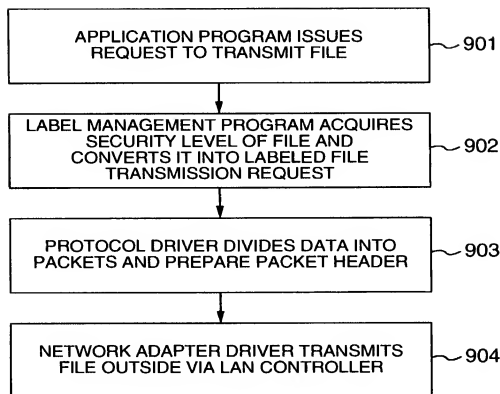 APPLICATION PROGRAM ISSUES
REQUEST TO TRANSMIT FILE
901
LABEL MANAGEMENT PROGRAM ACQUIRES
SECURITY LEVEL OF FILE AND
CONVERTS IT INTO LABELED FILE
TRANSMISSION REQUEST
902
PROTOCOL DRIVER DIVIDES DATA INTO
PACKETS AND PREPARE PACKET HEADER
903
NETWORK ADAPTER DRIVER TRANSMITS
FILE OUTSIDE VIA LAN CONTROLLER
904